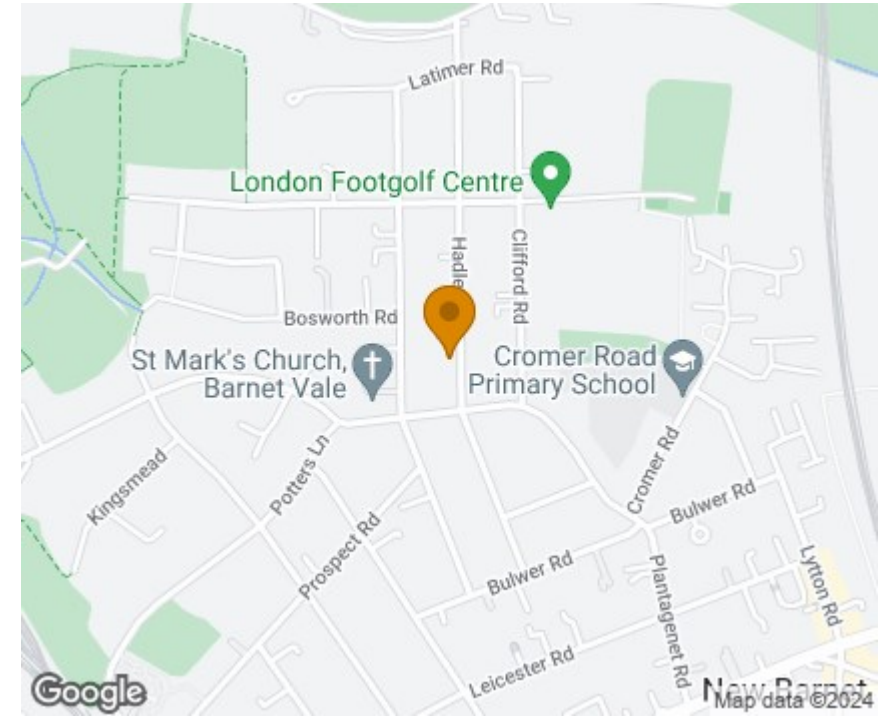 Latimer Rd
London Footgolf Centre
Hadle
Clifford Rd
Bosworth Rd
St Mark's Church,
Barnet Vale
Cromer Road
Primary School
Kingsmead
Potters Ln
Prospect Rd
Cromer Rd
Bulwer Rd
Bulwer Rd
Plantagenet Rd
Lytton Rd
Leicester Rd
New Barnet
Google
Map data ©2024